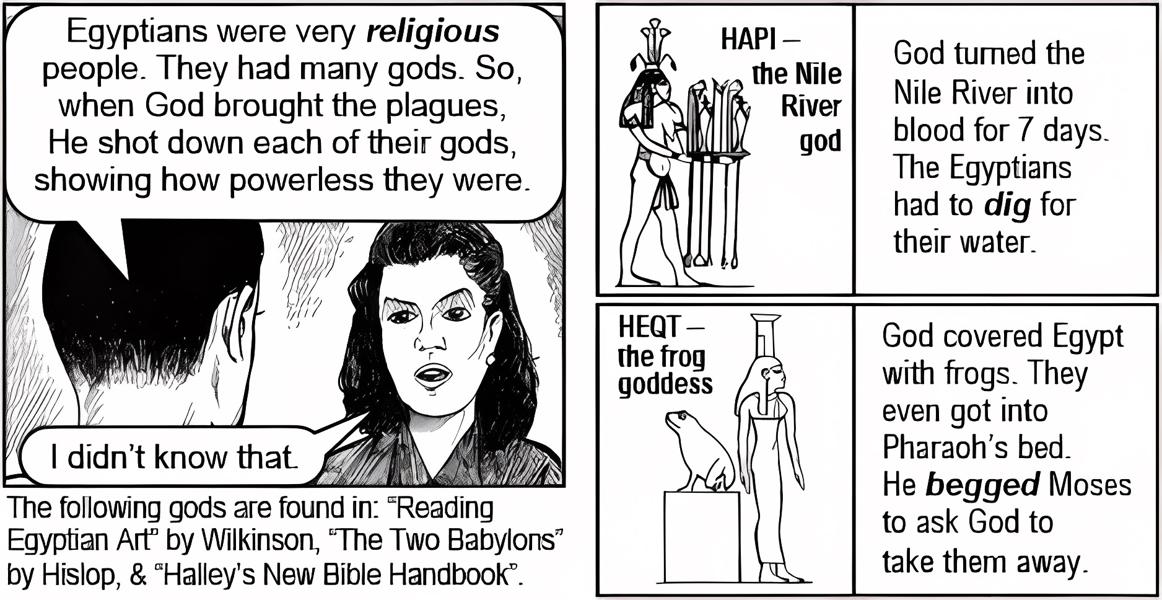 Egyptians were very religious
people. They had many gods. So,
when God brought the plagues,
He shot down each of their gods,
showing how powerless they were.
I didn't know that.
The following gods are found in: "Reading
Egyptian Art" by Wilkinson, "The Two Babylons"
by Hislop, & "Halley's New Bible Handbook".
HAPI –
the Nile
River
god
God turned the
Nile River into
blood for 7 days.
The Egyptians
had to dig for
their water.
HEQT –
the frog
goddess
God covered Egypt
with frogs. They
even got into
Pharaoh's bed.
He begged Moses
to ask God to
take them away.